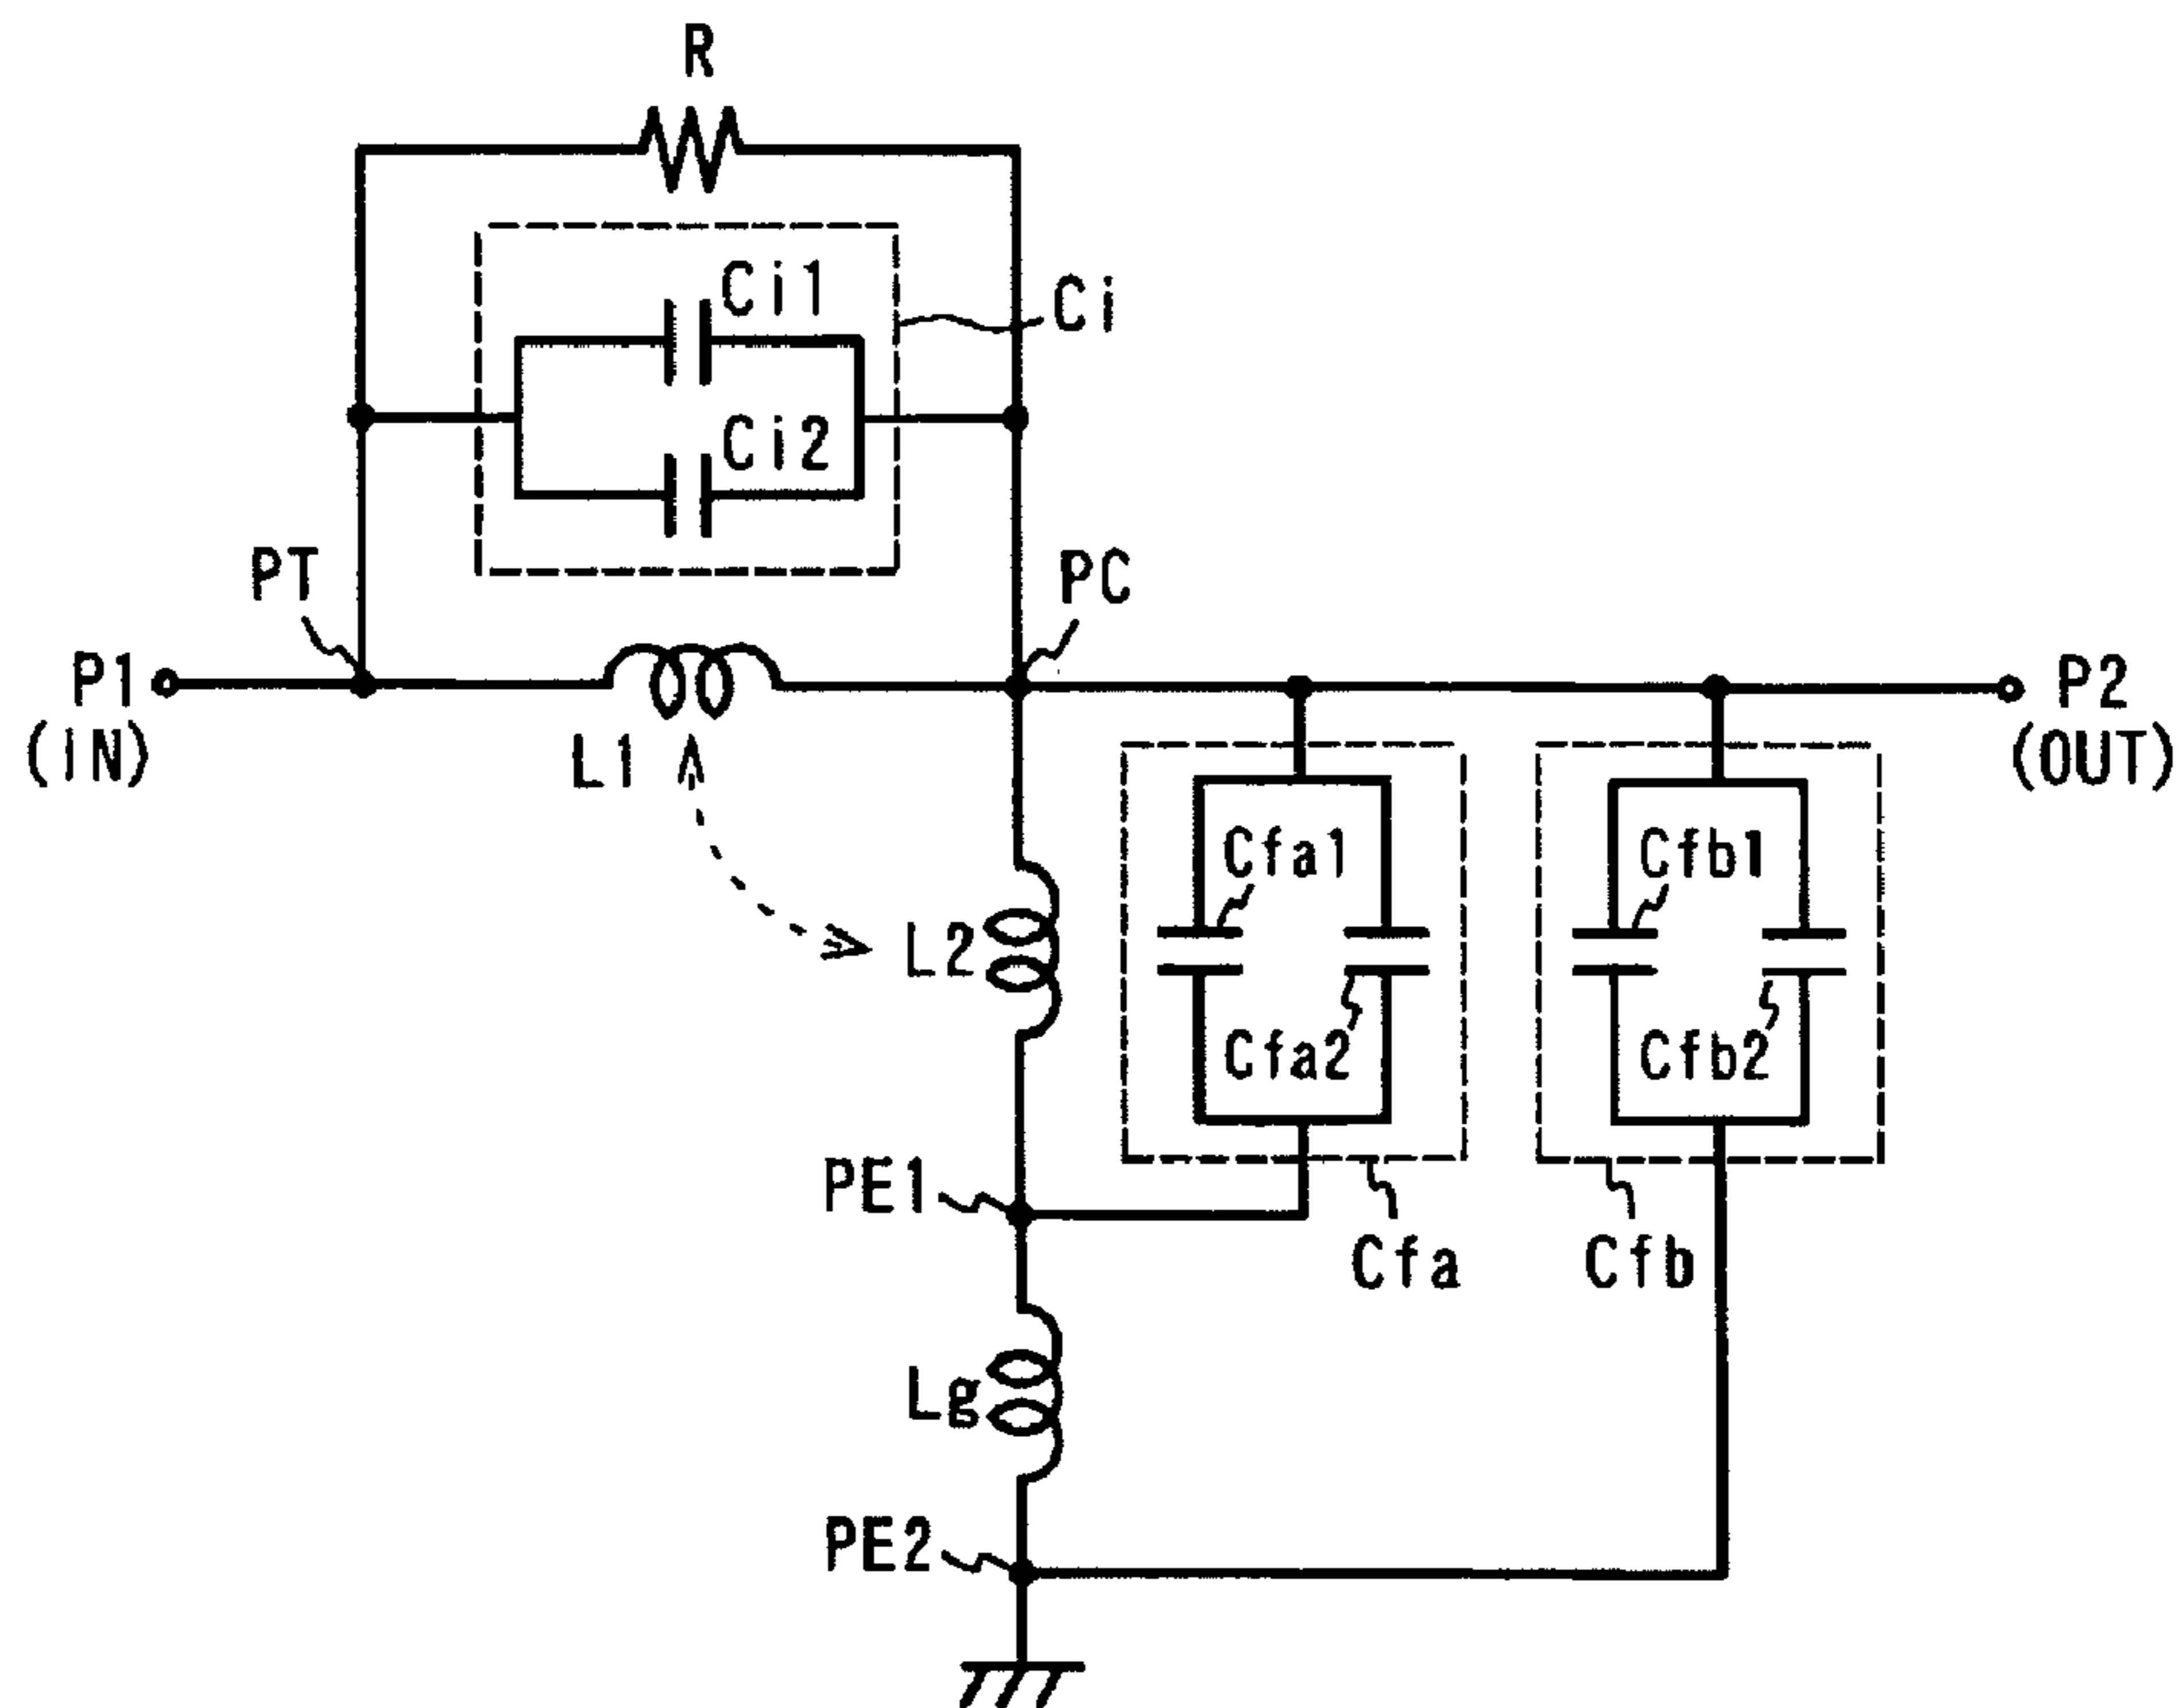 R
Ci1
Ci
Ci2
PT
PC
P1
(IN)
P2
(OUT)
L1
Cfa1
Cfb1
L2
Cfa2
Cfb2
PE1
Cfa
Cfb
Lg
PE2